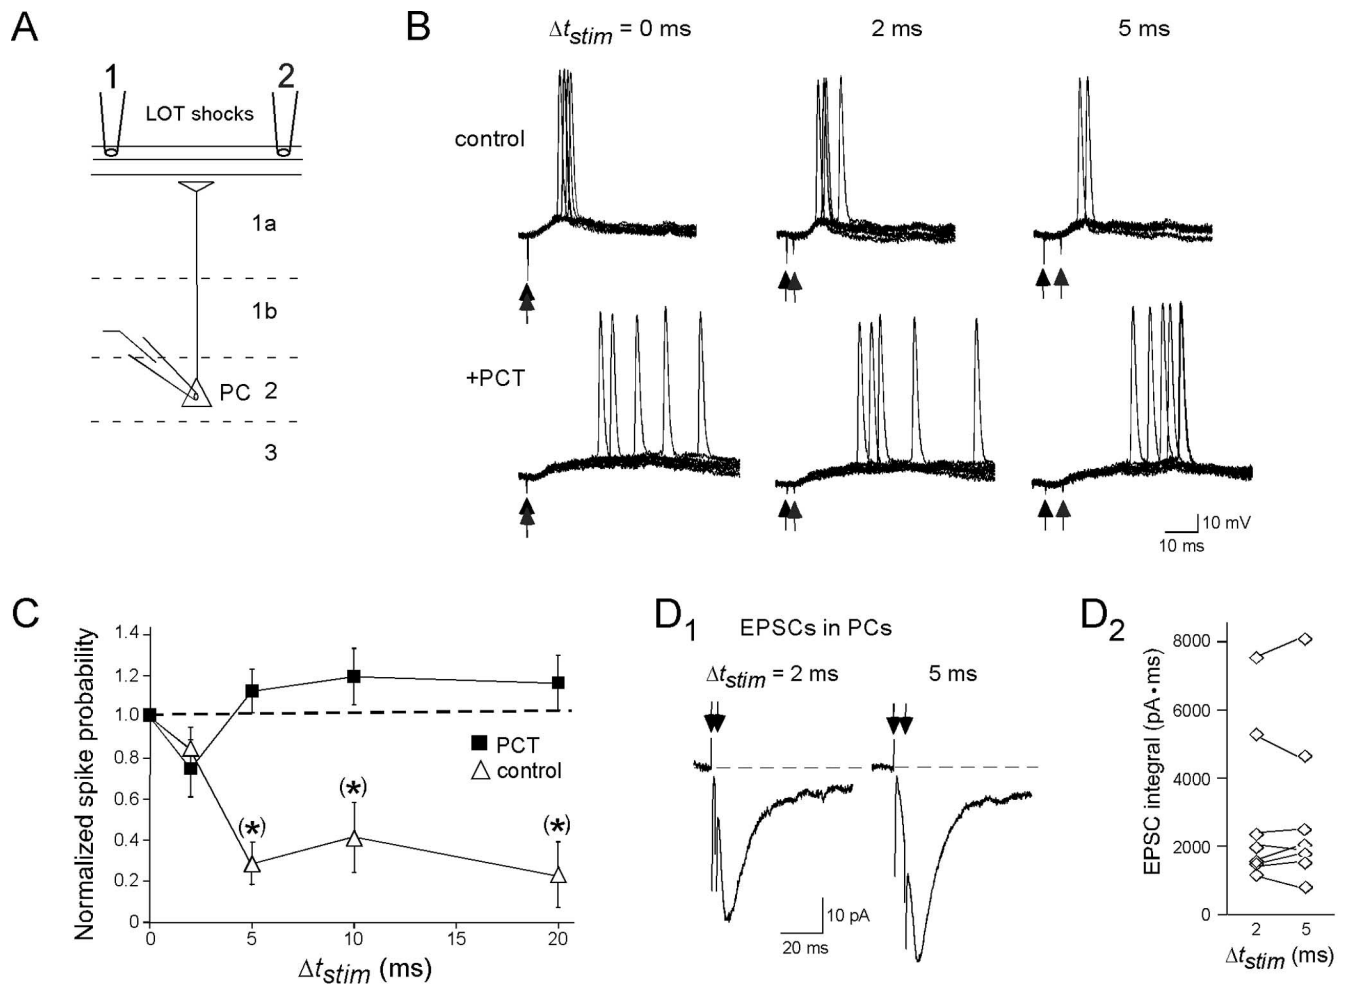 A
1 2
LOT shocks
1a
1b
PC 2
3
B
Δtstim = 0 ms 2 ms 5 ms
control
+PCT
10 mV
10 ms
C
Normalized spike probability
1.4
1.2
1.0
0.8
0.6
0.4
0.2
0
(*) (*) (*)
PCT
control
0 5 10 15 20
Δtstim (ms)
D1
EPSCs in PCs
Δtstim = 2 ms 5 ms
10 pA
20 ms
D2
EPSC integral (pA•ms)
8000
6000
4000
2000
0
2 5
Δtstim (ms)